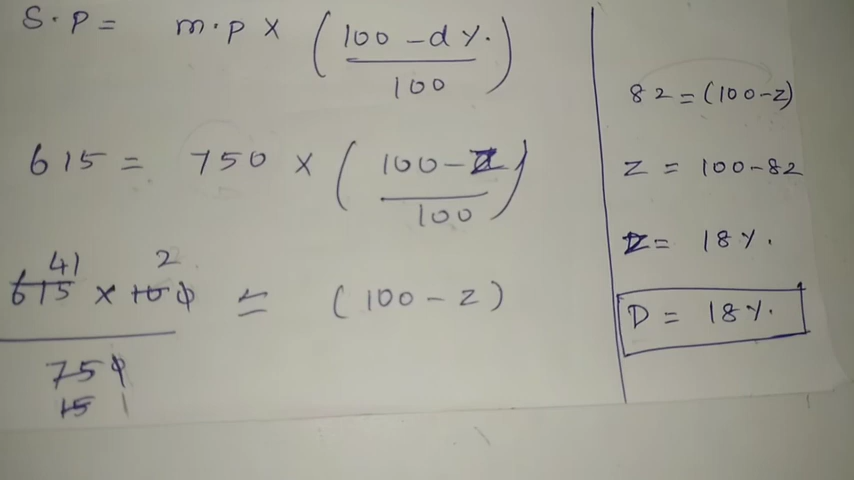 S.P = m.p × (100 - d %. / 100)
615 = 750 × (100 - z / 100)
41 2
615 × 100 = (100 - z)
750
15 1
82 = (100 - z)
z = 100 - 82
z = 18 %.
D = 18 %.